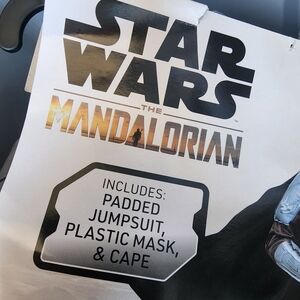 STAR
WARS
THE
MANDALORIAN
INCLUDES:
PADDED
JUMPSUIT,
PLASTIC MASK,
& CAPE